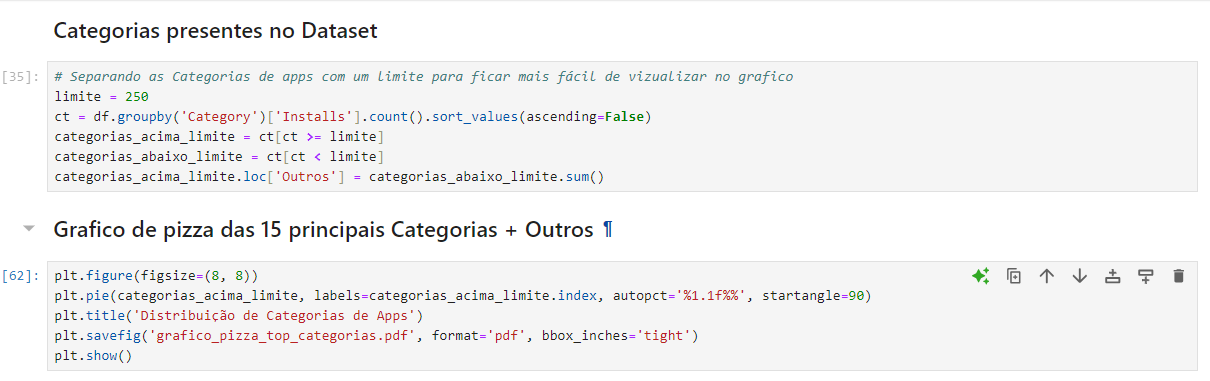 Categorias presentes no Dataset
[35]: # Separando as Categorias de apps com um limite para ficar mais fácil de vizualizar no grafico
limite = 250
ct = df.groupby('Category')['Installs'].count().sort_values(ascending=False)
categorias_acima_limite = ct[ct >= limite]
categorias_abaixo_limite = ct[ct < limite]
categorias_acima_limite.loc['Outros'] = categorias_abaixo_limite.sum()
Grafico de pizza das 15 principais Categorias + Outros ¶
[62]: plt.figure(figsize=(8, 8))
plt.pie(categorias_acima_limite, labels=categorias_acima_limite.index, autopct='%1.1f%%', startangle=90)
plt.title('Distribuição de Categorias de Apps')
plt.savefig('grafico_pizza_top_categorias.pdf', format='pdf', bbox_inches='tight')
plt.show()